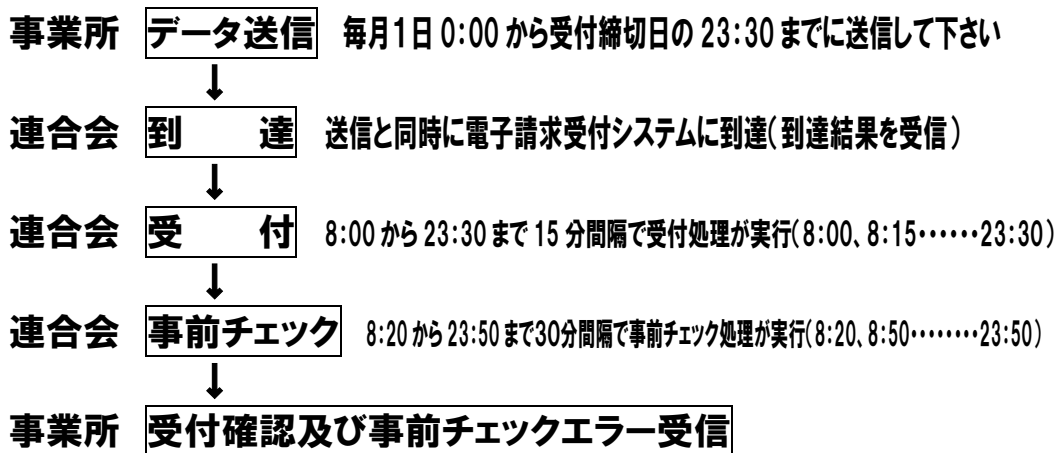 事業所 データ送信 毎月1日 0:00 から受付締切日の 23:30 までに送信して下さい
↓
連合会 到 達 送信と同時に電子請求受付システムに到達(到達結果を受信)
↓
連合会 受 付 8:00 から 23:30 まで 15 分間隔で受付処理が実行(8:00、8:15・・・・・・23:30)
↓
連合会 事前チェック 8:20 から 23:50 まで30分間隔で事前チェック処理が実行(8:20、8:50・・・・・・・・23:50)
↓
事業所 受付確認及び事前チェックエラー受信